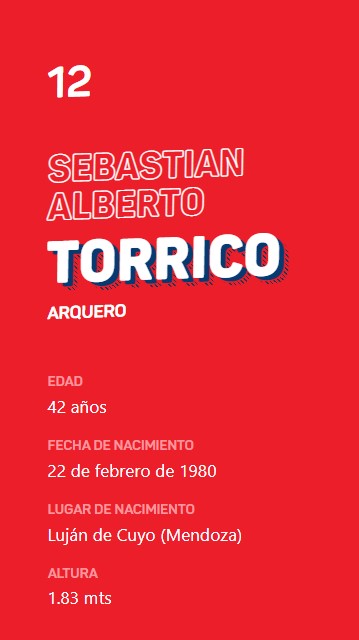 12
SEBASTIAN
ALBERTO
TORRICO
ARQUERO
EDAD
42 años
FECHA DE NACIMIENTO
22 de febrero de 1980
LUGAR DE NACIMIENTO
Luján de Cuyo (Mendoza)
ALTURA
1.83 mts